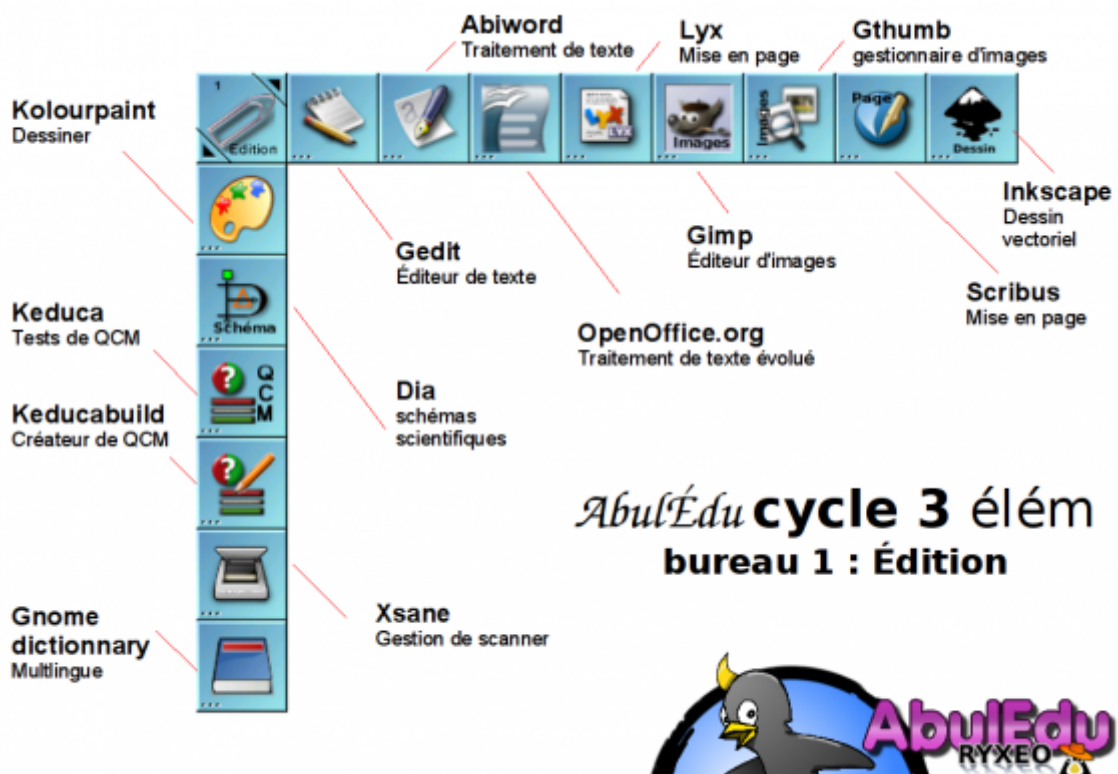 Abiword
Traitement de texte
Lyx
Mise en page
Gthumb
gestionnaire d'images
Kolourpaint
Dessiner
1
Édition
LYX
Images
Images
Page
Dessin
Inkscape
Dessin
vectoriel
Gedit
Éditeur de texte
Gimp
Éditeur d'images
Scribus
Mise en page
Schéma
Keduca
Tests de QCM
OpenOffice.org
Traitement de texte évolué
QCM
Dia
schémas
scientifiques
Keducabuild
Créateur de QCM
AbulÉdu cycle 3 élém
bureau 1 : Édition
Xsane
Gestion de scanner
Gnome
dictionnary
Multlingue
AbulEdu
RYXEO